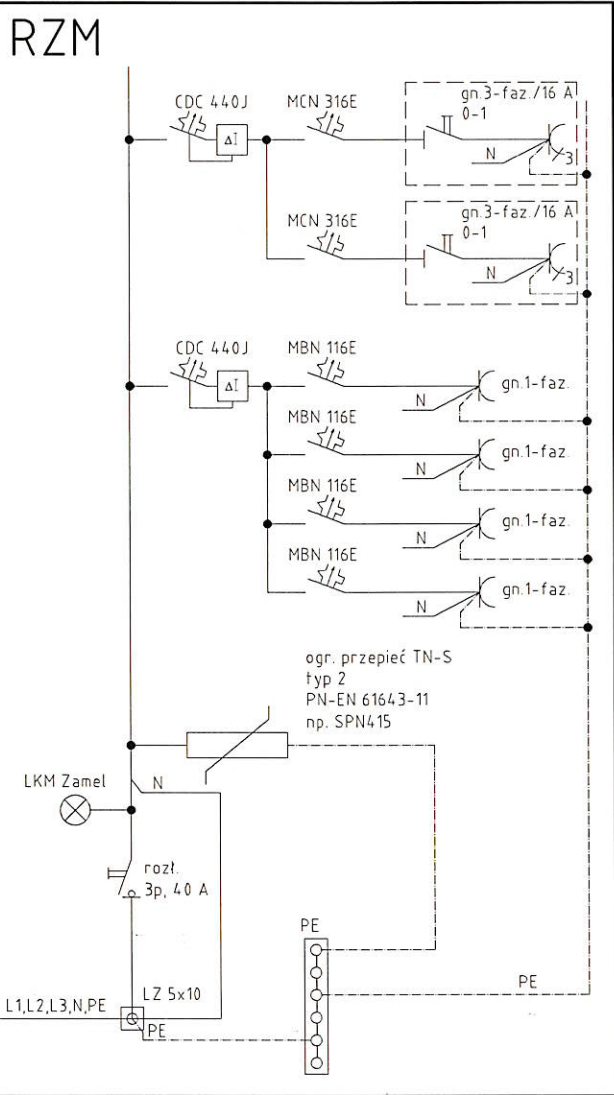 RZM
CDC 440J
ΔI
MCN 316E
gn.3-faz./16 A
0-1
N
3
MCN 316E
gn.3-faz./16 A
0-1
N
3
CDC 440J
ΔI
MBN 116E
N
gn.1-faz.
MBN 116E
N
gn.1-faz.
MBN 116E
N
gn.1-faz.
MBN 116E
N
gn.1-faz.
ogr. przepieć TN-S
typ 2
PN-EN 61643-11
np. SPN415
LKM Zamel
N
rozł.
3p, 40 A
PE
L1,L2,L3,N,PE
LZ 5x10
PE
PE